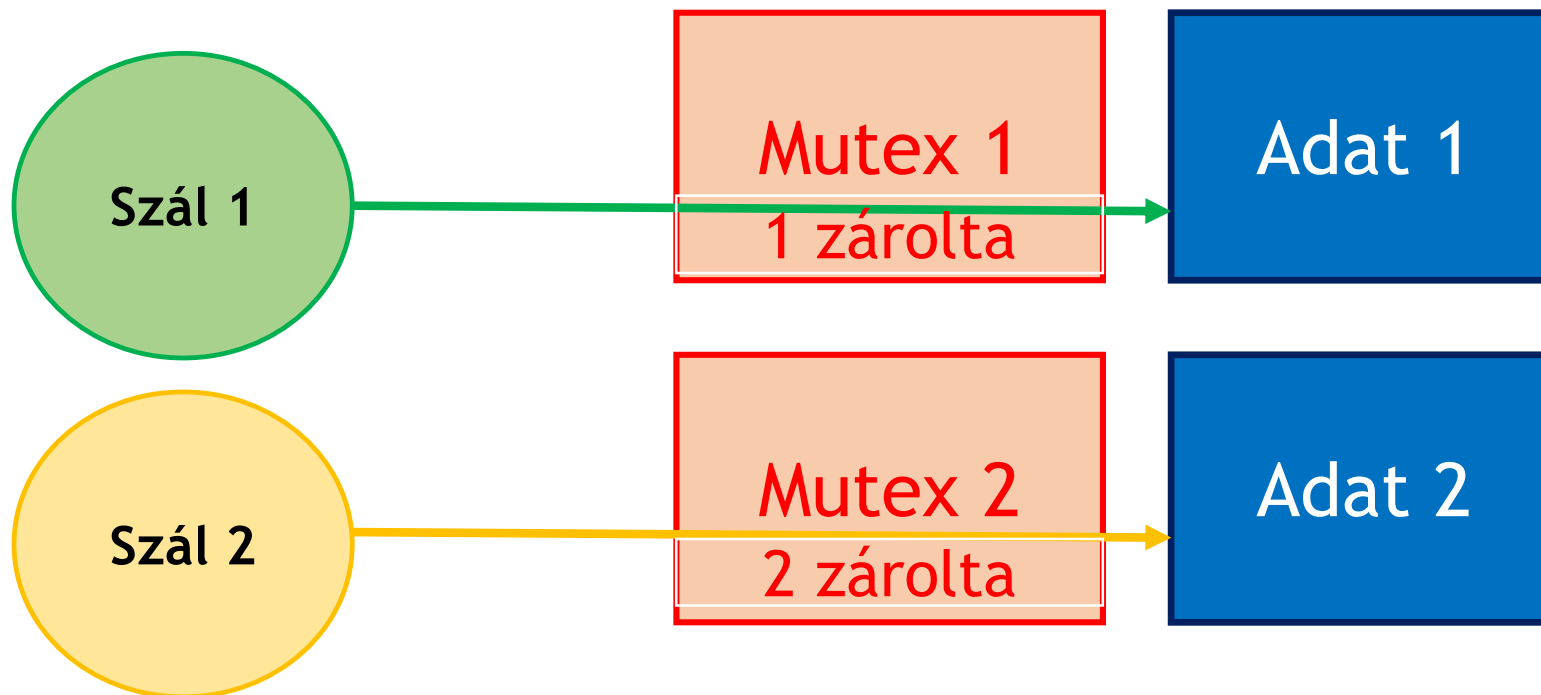 Szál 1
Mutex 1
1 zárolta
Adat 1
Szál 2
Mutex 2
2 zárolta
Adat 2